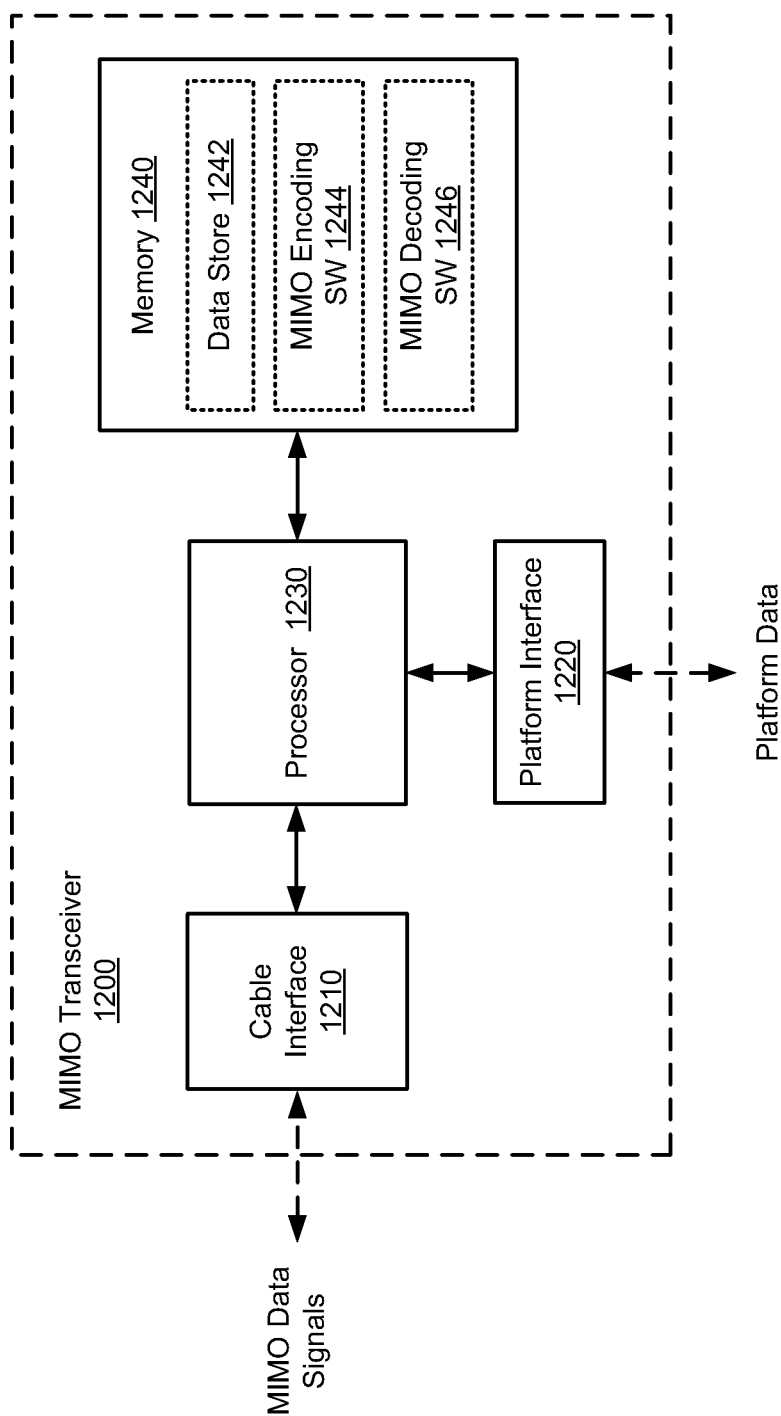 MIMO Transceiver
1200
MIMO Data
Signals
Cable
Interface
1210
Processor 1230
Platform Interface
1220
Platform Data
Memory 1240
Data Store 1242
MIMO Encoding
SW 1244
MIMO Decoding
SW 1246